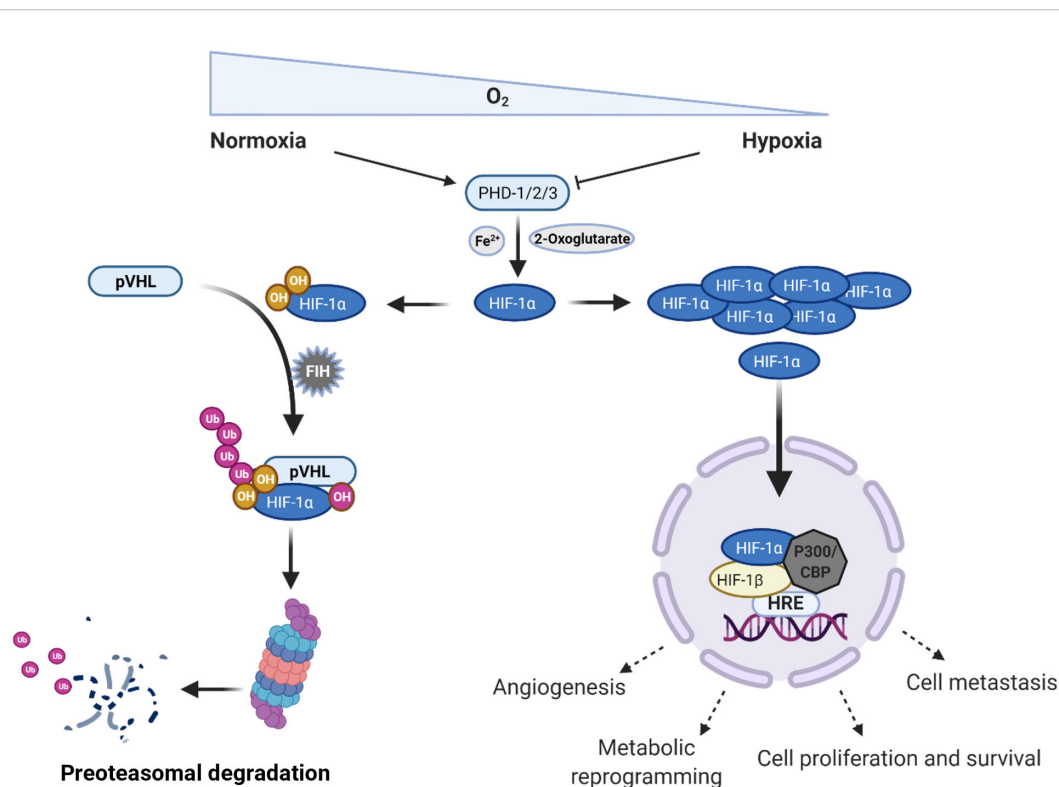 O₂
Normoxia
Hypoxia
PHD-1/2/3
Fe²⁺
2-Oxoglutarate
pVHL
OH
OH
HIF-1α
HIF-1α
HIF-1α
HIF-1α
HIF-1α
HIF-1α
HIF-1α
HIF-1α
HIF-1α
FIH
Ub
Ub
Ub
Ub
OH
OH
pVHL
HIF-1α
OH
HIF-1α
P300/
CBP
HIF-1β
HRE
Ub
Ub
Ub
Ub
Angiogenesis
Cell metastasis
Metabolic
reprogramming
Cell proliferation and survival
Preoteasomal degradation